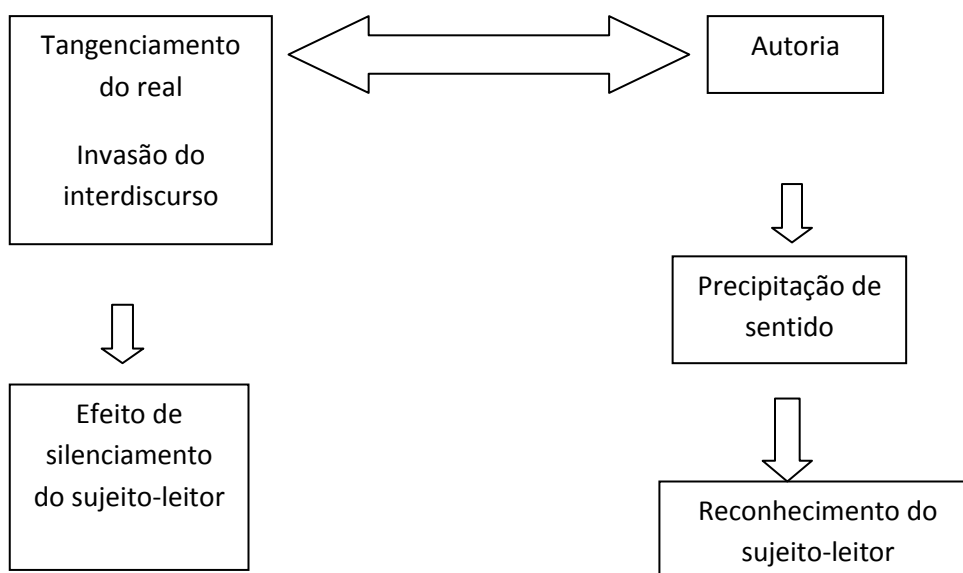 Tangenciamento
do real
Invasão do
interdiscurso
Autoria
Precipitação de
sentido
Efeito de
silenciamento
do sujeito-leitor
Reconhecimento do
sujeito-leitor